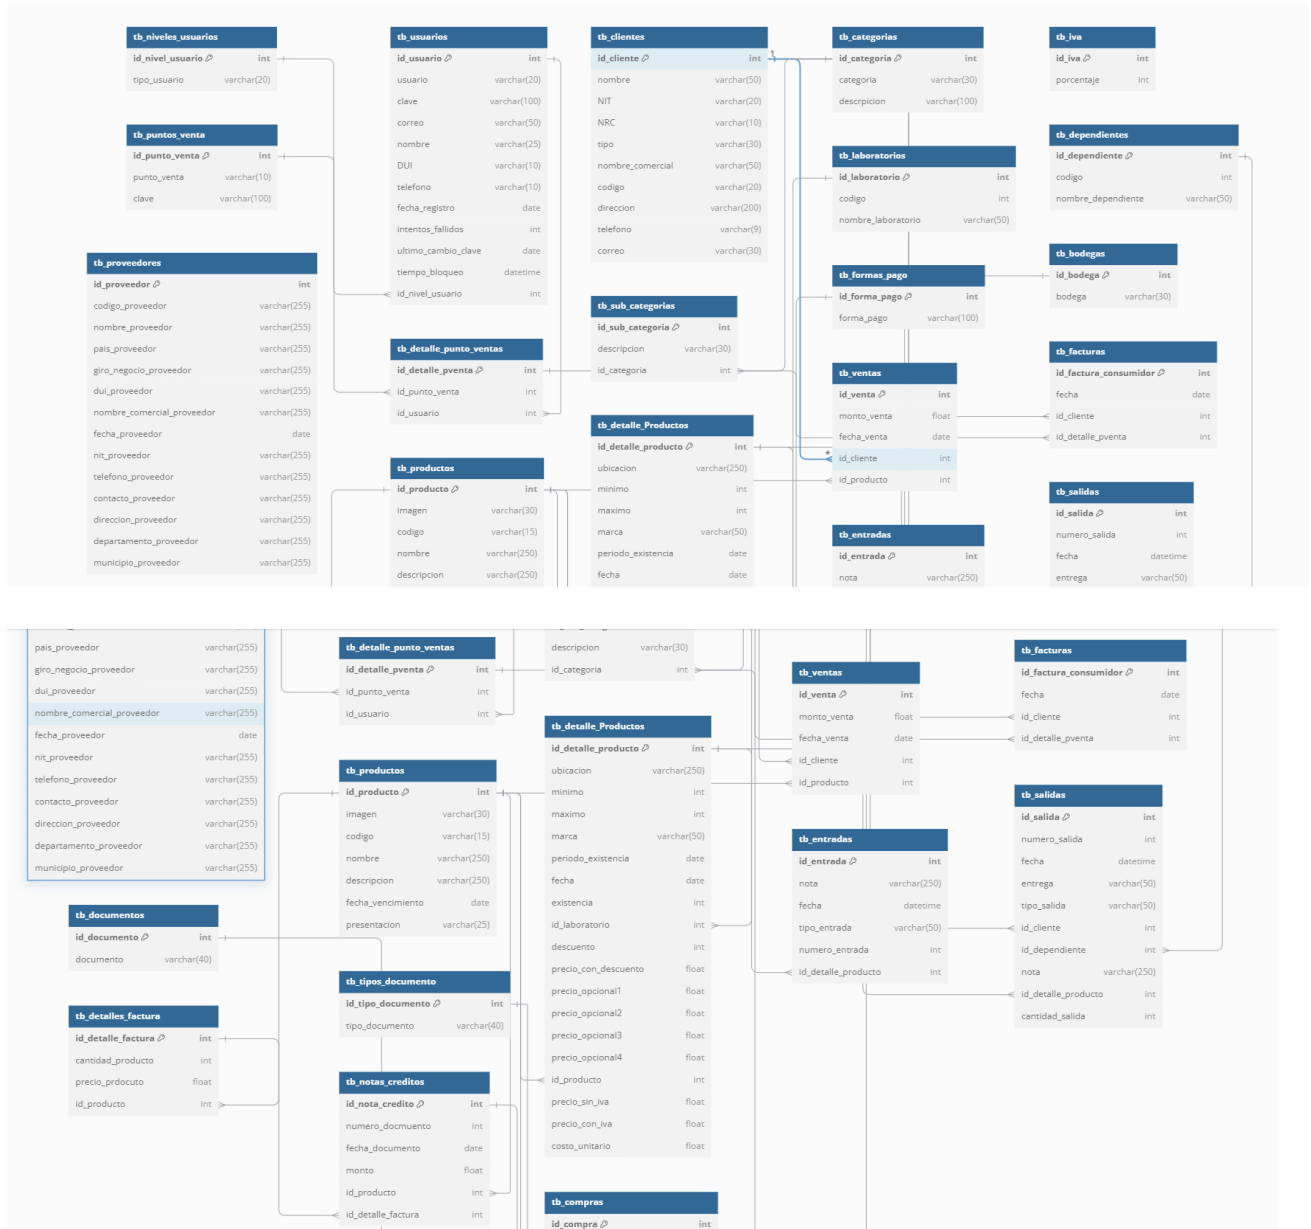 tb_niveles_usuarios
id_nivel_usuario int
tipo_usuario varchar(20)
tb_puntos_venta
id_punto_venta int
punto_venta varchar(10)
clave varchar(100)
tb_proveedores
id_proveedor int
codigo_proveedor varchar(255)
nombre_proveedor varchar(255)
pais_proveedor varchar(255)
giro_negocio_proveedor varchar(255)
dui_proveedor varchar(255)
nombre_comercial_proveedor varchar(255)
fecha_proveedor date
nit_proveedor varchar(255)
telefono_proveedor varchar(255)
contacto_proveedor varchar(255)
direccion_proveedor varchar(255)
departamento_proveedor varchar(255)
municipio_proveedor varchar(255)
tb_usuarios
id_usuario int
usuario varchar(20)
clave varchar(100)
correo varchar(50)
nombre varchar(25)
DUI varchar(10)
telefono varchar(10)
fecha_registro date
intentos_fallidos int
ultimo_cambio_clave date
tiempo_bloqueo datetime
id_nivel_usuario int
tb_detalle_punto_ventas
id_detalle_pventa int
id_punto_venta int
id_usuario int
tb_productos
id_producto int
imagen varchar(30)
codigo varchar(15)
nombre varchar(250)
descripcion varchar(250)
tb_clientes
id_cliente int
nombre varchar(50)
NIT varchar(20)
NRC varchar(10)
tipo varchar(30)
nombre_comercial varchar(50)
codigo varchar(20)
direccion varchar(200)
telefono varchar(9)
correo varchar(30)
tb_sub_categorias
id_sub_categoria int
descripcion varchar(30)
id_categoria int
tb_detalle_Productos
id_detalle_producto int
ubicacion varchar(250)
minimo int
maximo int
marca varchar(50)
periodo_existencia date
fecha date
1
*
tb_categorias
id_categoria int
categoria varchar(30)
descrpicion varchar(100)
tb_laboratorios
id_laboratorio int
codigo int
nombre_laboratorio varchar(50)
tb_formas_pago
id_forma_pago int
forma_pago varchar(100)
tb_ventas
id_venta int
monto_venta float
fecha_venta date
id_cliente int
id_producto int
tb_entradas
id_entrada int
nota varchar(250)
tb_iva
id_iva int
porcentaje int
tb_dependientes
id_dependiente int
codigo int
nombre_dependiente varchar(50)
tb_bodegas
id_bodega int
bodega varchar(30)
tb_facturas
id_factura_consumidor int
fecha date
id_cliente int
id_detalle_pventa int
tb_salidas
id_salida int
numero_salida int
fecha datetime
entrega varchar(50)
pais_proveedor varchar(255)
giro_negocio_proveedor varchar(255)
dui_proveedor varchar(255)
nombre_comercial_proveedor varchar(255)
fecha_proveedor date
nit_proveedor varchar(255)
telefono_proveedor varchar(255)
contacto_proveedor varchar(255)
direccion_proveedor varchar(255)
departamento_proveedor varchar(255)
municipio_proveedor varchar(255)
tb_documentos
id_documento int
documento varchar(40)
tb_detalles_factura
id_detalle_factura int
cantidad_producto int
precio_prdocuto float
id_producto int
tb_detalle_punto_ventas
id_detalle_pventa int
id_punto_venta int
id_usuario int
tb_productos
id_producto int
imagen varchar(30)
codigo varchar(15)
nombre varchar(250)
descripcion varchar(250)
fecha_vencimiento date
presentacion varchar(25)
tb_tipos_documento
id_tipo_documento int
tipo_documento varchar(40)
tb_notas_creditos
id_nota_credito int
numero_docmuento int
fecha_documento date
monto float
id_producto int
id_detalle_factura int
descripcion varchar(30)
id_categoria int
tb_detalle_Productos
id_detalle_producto int
ubicacion varchar(250)
minimo int
maximo int
marca varchar(50)
periodo_existencia date
fecha date
existencia int
id_laboratorio int
descuento int
precio_con_descuento float
precio_opcional1 float
precio_opcional2 float
precio_opcional3 float
precio_opcional4 float
id_producto int
precio_sin_iva float
precio_con_iva float
costo_unitario float
tb_compras
id_compra int
tb_ventas
id_venta int
monto_venta float
fecha_venta date
id_cliente int
id_producto int
tb_entradas
id_entrada int
nota varchar(250)
fecha datetime
tipo_entrada varchar(50)
numero_entrada int
id_detalle_producto int
tb_facturas
id_factura_consumidor int
fecha date
id_cliente int
id_detalle_pventa int
tb_salidas
id_salida int
numero_salida int
fecha datetime
entrega varchar(50)
tipo_salida varchar(50)
id_cliente int
id_dependiente int
nota varchar(250)
id_detalle_producto int
cantidad_salida int